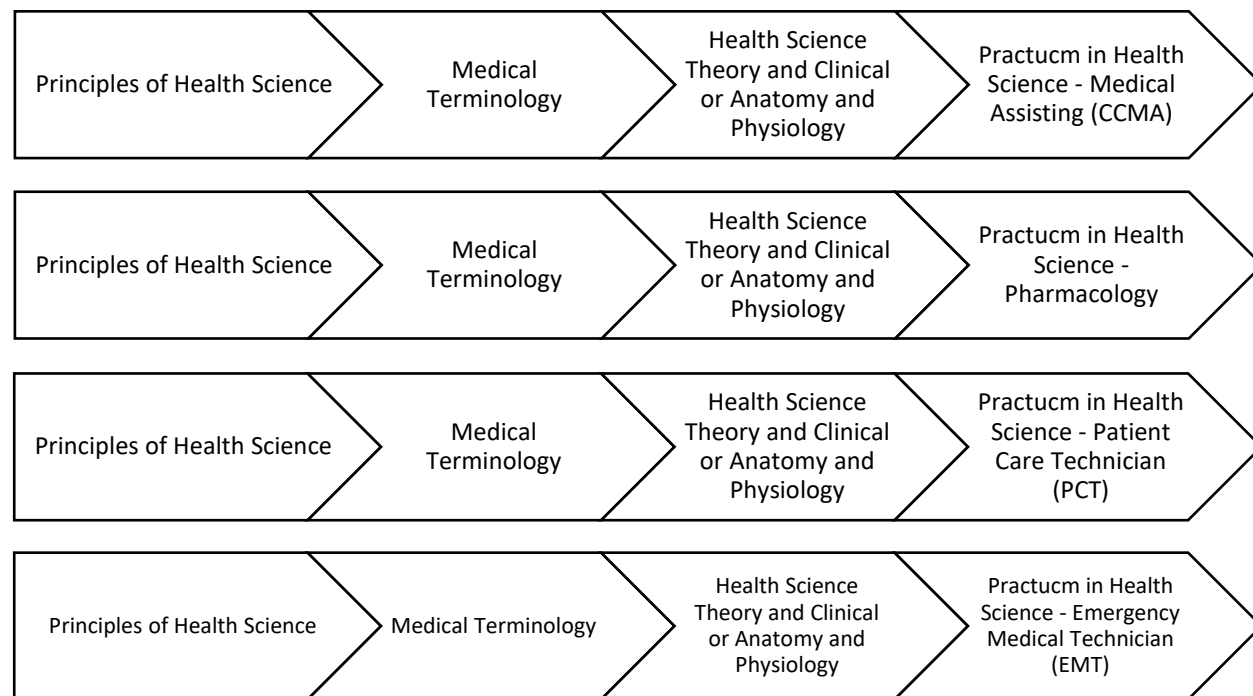 Principles of Health Science
Medical
Terminology
Health Science
Theory and Clinical
or Anatomy and
Physiology
Practucm in Health
Science - Medical
Assisting (CCMA)
Principles of Health Science
Medical
Terminology
Health Science
Theory and Clinical
or Anatomy and
Physiology
Practucm in Health
Science -
Pharmacology
Principles of Health Science
Medical
Terminology
Health Science
Theory and Clinical
or Anatomy and
Physiology
Practucm in Health
Science - Patient
Care Technician
(PCT)
Principles of Health Science
Medical Terminology
Health Science
Theory and Clinical
or Anatomy and
Physiology
Practucm in Health
Science - Emergency
Medical Technician
(EMT)